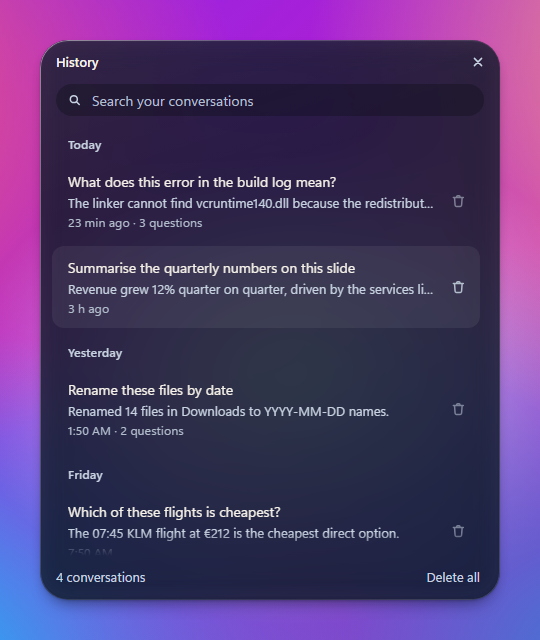 History
Search your conversations
Today
What does this error in the build log mean?
The linker cannot find vcruntime140.dll because the redistribut...
23 min ago · 3 questions
Summarise the quarterly numbers on this slide
Revenue grew 12% quarter on quarter, driven by the services li...
3 h ago
Yesterday
Rename these files by date
Renamed 14 files in Downloads to YYYY-MM-DD names.
1:50 AM · 2 questions
Friday
Which of these flights is cheapest?
The 07:45 KLM flight at €212 is the cheapest direct option.
7:50 AM
4 conversations
Delete all